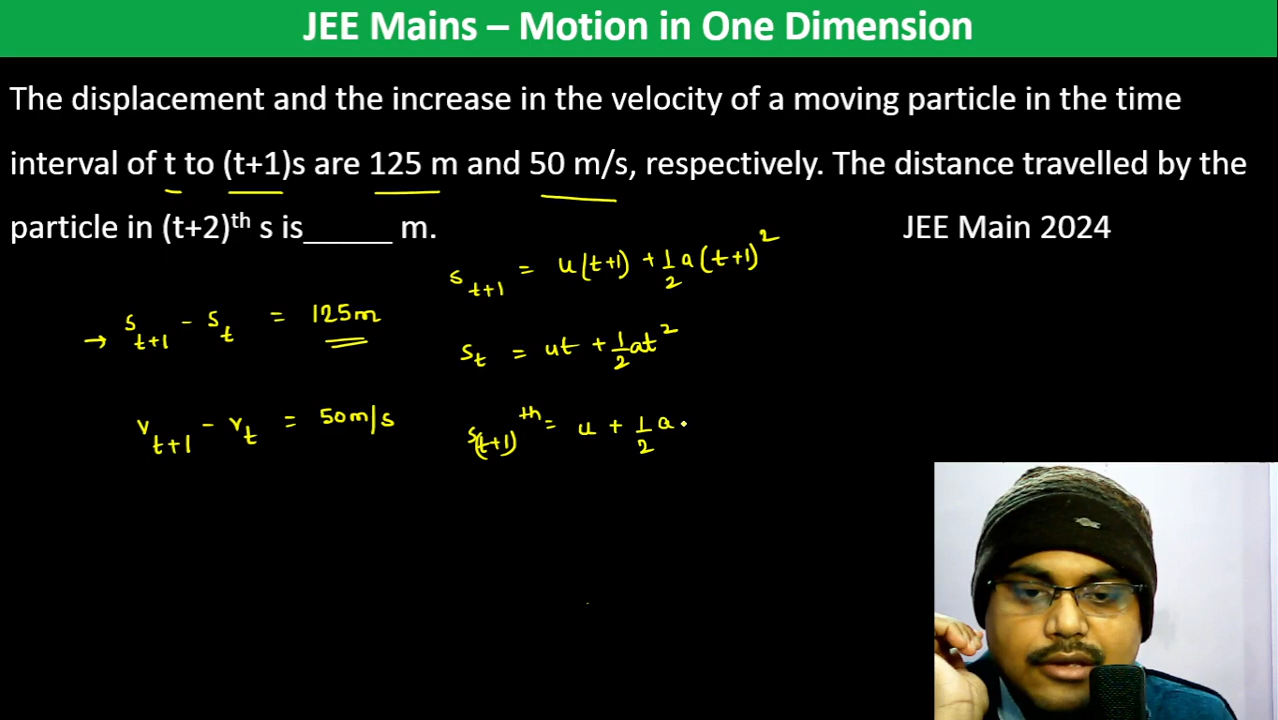 JEE Mains – Motion in One Dimension
The displacement and the increase in the velocity of a moving particle in the time
interval of t to (t+1)s are 125 m and 50 m/s, respectively. The distance travelled by the
particle in (t+2)th s is_____ m. JEE Main 2024
s_{t+1} = u(t+1) + 1/2 a(t+1)^2
→ s_{t+1} - s_t = 125m
s_t = ut + 1/2 at^2
v_{t+1} - v_t = 50m/s
s_{(t+1)}^{th} = u + 1/2 a